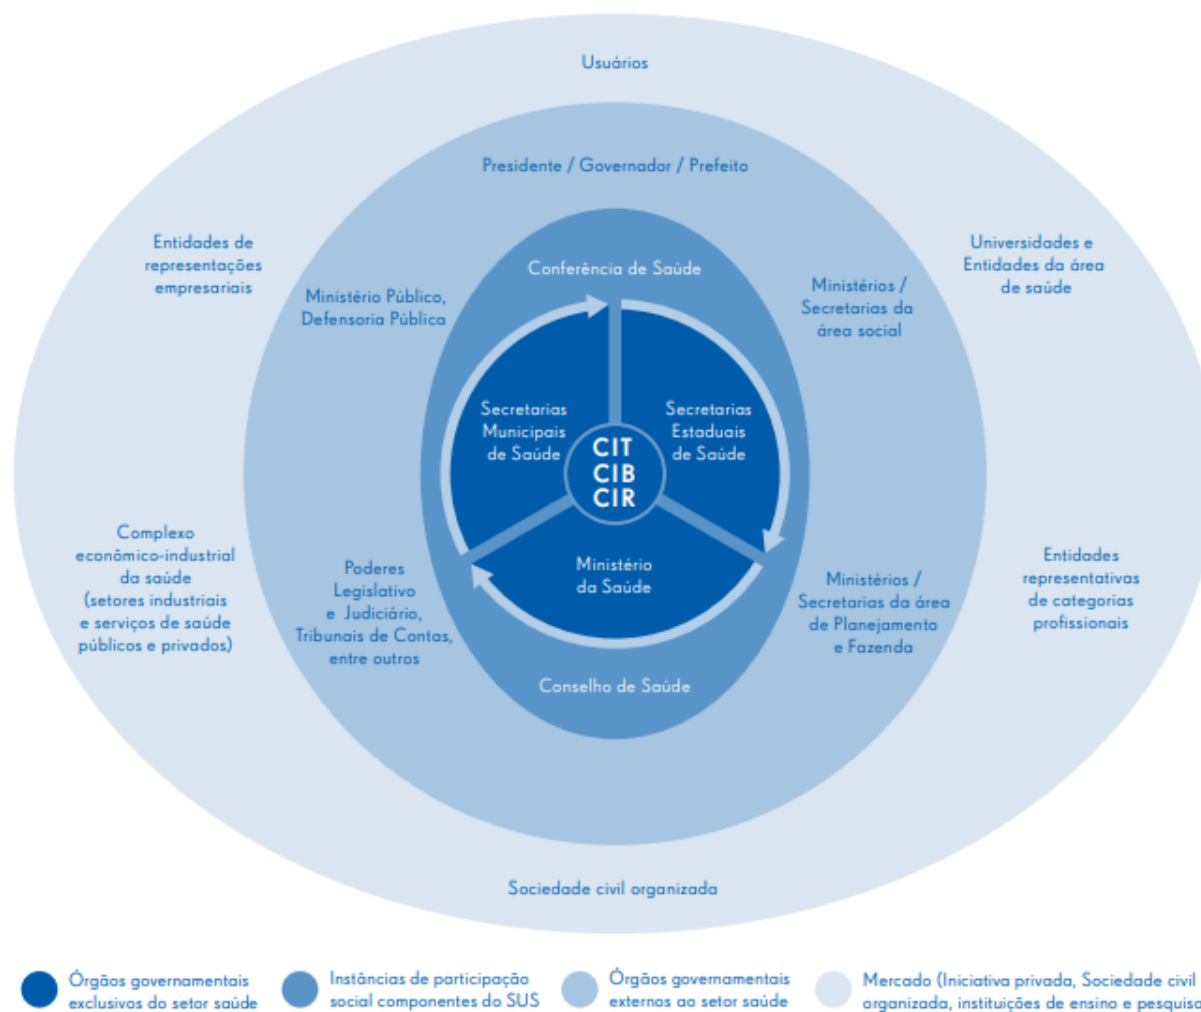 Usuários
Presidente / Governador / Prefeito
Entidades de
representações
empresariais
Universidades e
Entidades da área
de saúde
Ministério Público,
Defensoria Pública
Conferência de Saúde
Ministérios /
Secretarias da
área social
Secretarias
Municipais
de Saúde
CIT
CIB
CIR
Secretarias
Estaduais
de Saúde
Complexo
econômico-industrial
da saúde
(setores industriais
e serviços de saúde
públicos e privados)
Poderes
Legislativo
e Judiciário,
Tribunais de Contas,
entre outros
Ministério
da Saúde
Ministérios /
Secretarias da área
de Planejamento
e Fazenda
Entidades
representativas
de categorias
profissionais
Conselho de Saúde
Sociedade civil organizada
Órgãos governamentais
exclusivos do setor saúde
Instâncias de participação
social componentes do SUS
Órgãos governamentais
externos ao setor saúde
Mercado (Iniciativa privada, Sociedade civil
organizada, instituições de ensino e pesquisa